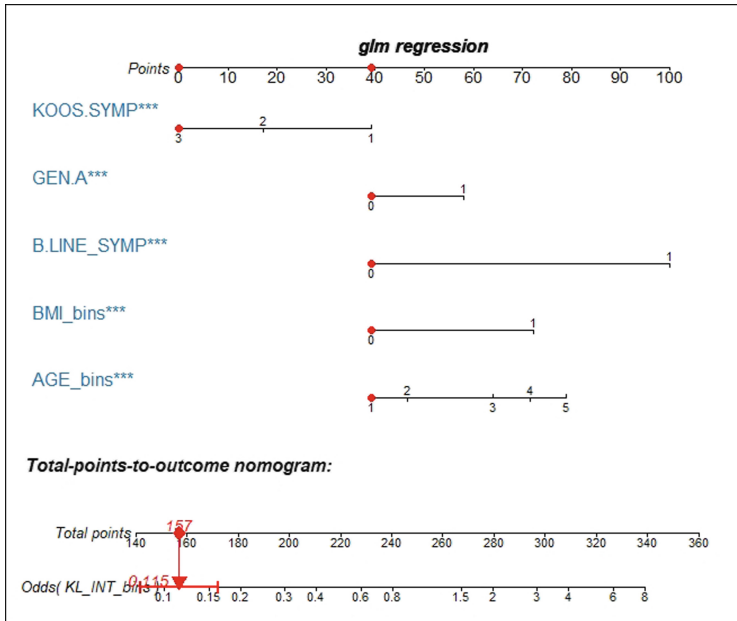 glm regression
Points 0 10 20 30 40 50 60 70 80 90 100
KOOS.SYMP***
3 2 1
GEN.A***
0 1
B.LINE_SYMP***
0 1
BMI_bins***
0 1
AGE_bins***
1 2 3 4 5
Total-points-to-outcome nomogram:
157
Total points 140 160 180 200 220 240 260 280 300 320 340 360
0.115
Odds( KL_INT_bins ) 0.1 0.15 0.2 0.3 0.4 0.6 0.8 1.5 2 3 4 6 8